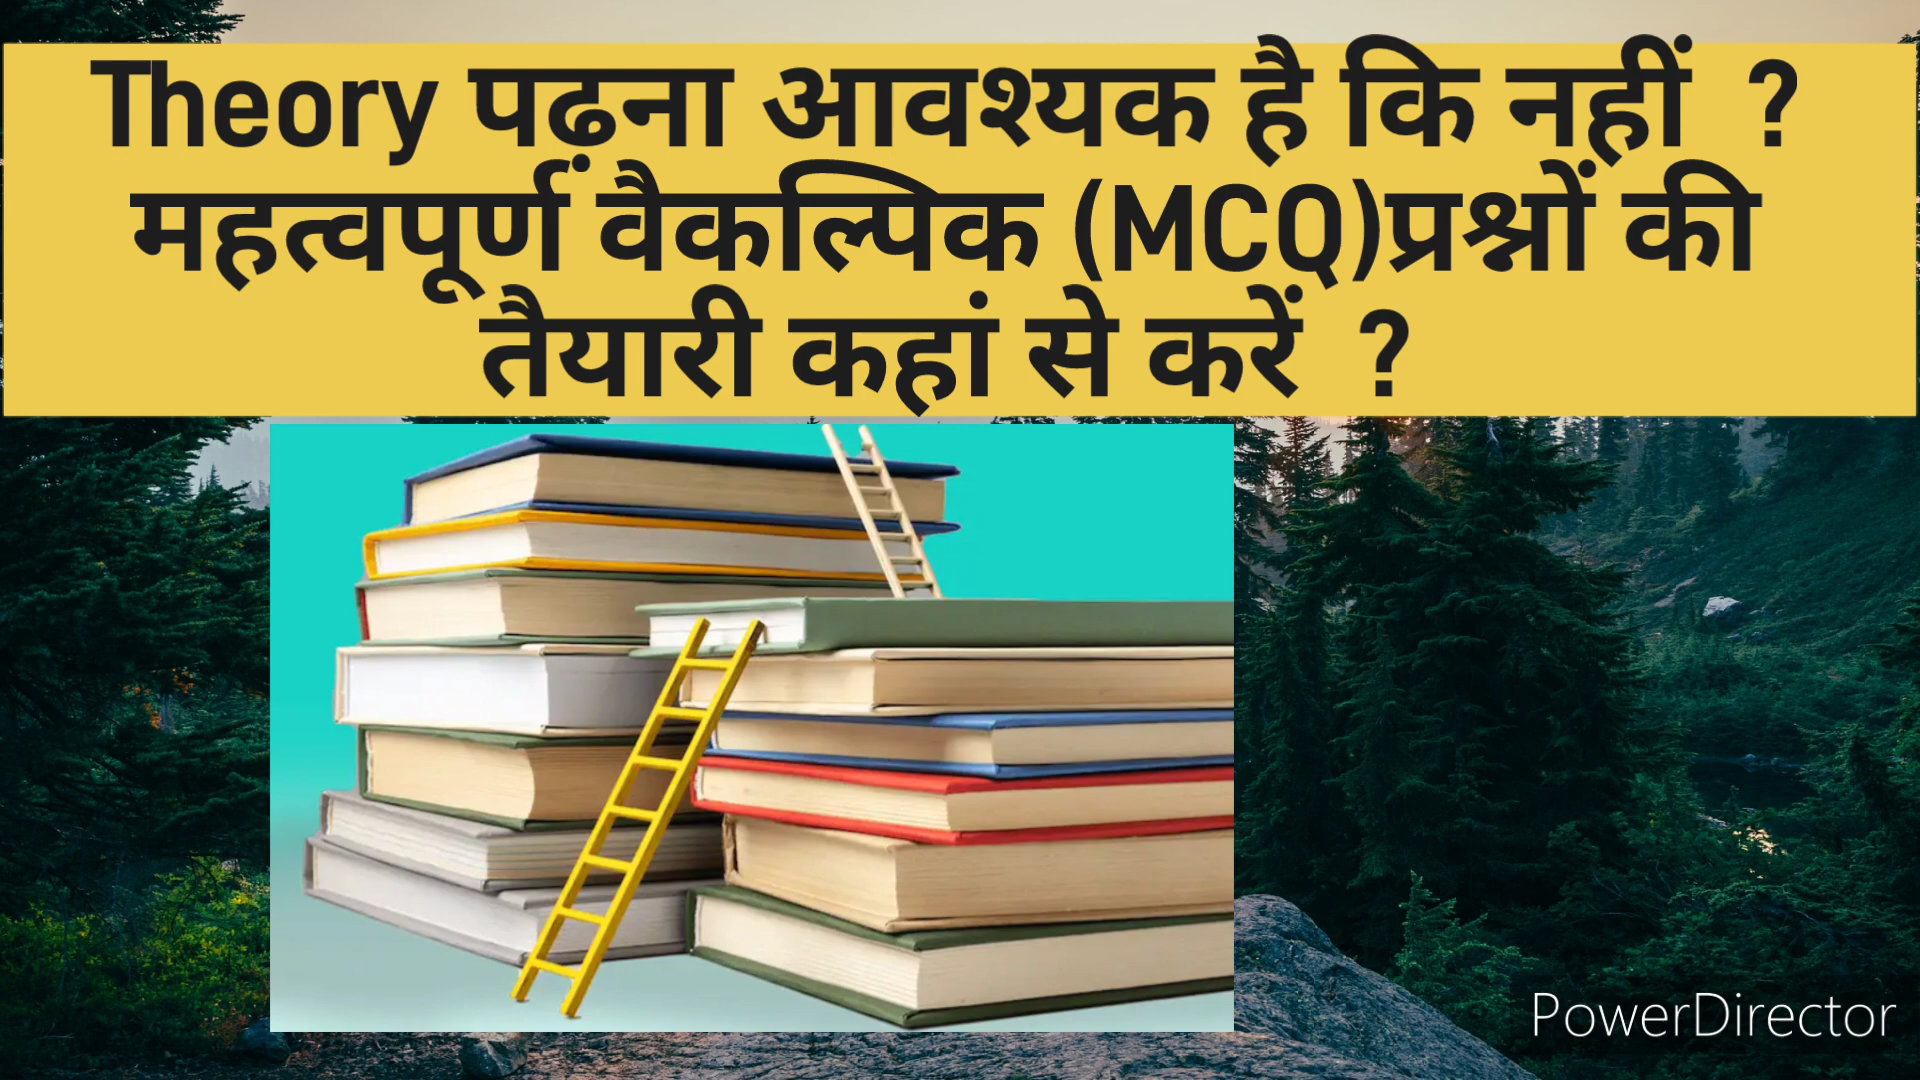 Theory पढ़ना आवश्यक है कि नहीं ?
महत्वपूर्ण वैकल्पिक (MCQ)प्रश्नों की
तैयारी कहां से करें ?
PowerDirector